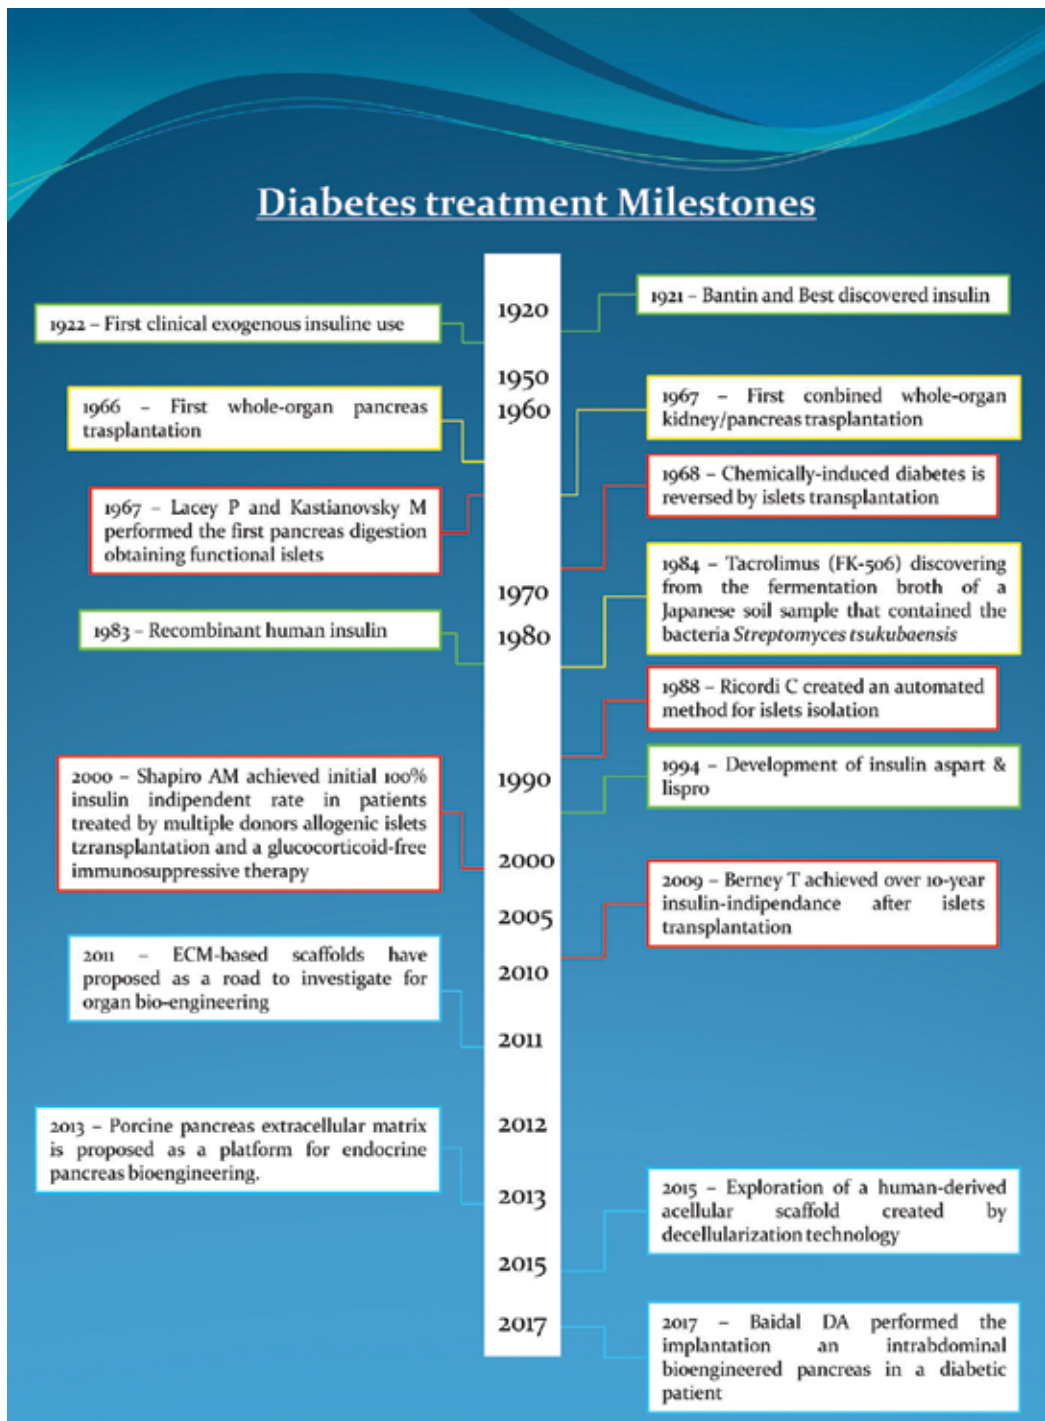 Diabetes treatment Milestones
1920
1921 – Bantin and Best discovered insulin
1922 – First clinical exogenous insuline use
1950
1960
1966 – First whole-organ pancreas
trasplantation
1967 – First conbined whole-organ
kidney/pancreas trasplantation
1967 – Lacey P and Kastianovsky M
performed the first pancreas digestion
obtaining functional islets
1968 – Chemically-induced diabetes is
reversed by islets transplantation
1970
1980
1983 – Recombinant human insulin
1984 – Tacrolimus (FK-506) discovering
from the fermentation broth of a
Japanese soil sample that contained the
bacteria Streptomyces tsukubaensis
1988 – Ricordi C created an automated
method for islets isolation
1990
1994 – Development of insulin aspart &
lispro
2000 – Shapiro AM achieved initial 100%
insulin indipendent rate in patients
treated by multiple donors allogenic islets
tzransplantation and a glucocorticoid-free
immunosuppressive therapy
2000
2005
2009 – Berney T achieved over 10-year
insulin-indipendance after islets
transplantation
2010
2011 – ECM-based scaffolds have
proposed as a road to investigate for
organ bio-engineering
2011
2012
2013 – Porcine pancreas extracellular matrix
is proposed as a platform for endocrine
pancreas bioengineering.
2013
2015 – Exploration of a human-derived
acellular scaffold created by
decellularization technology
2015
2017
2017 – Baidal DA performed the
implantation an intrabdominal
bioengineered pancreas in a diabetic
patient